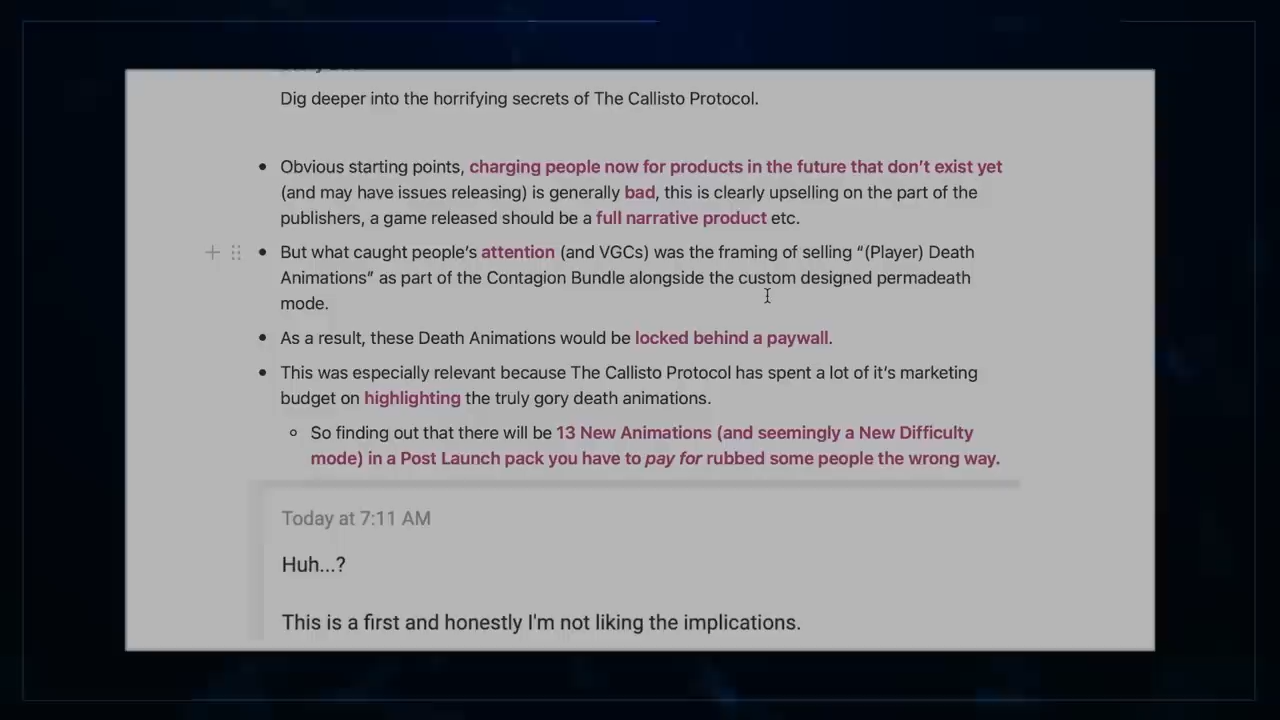 Dig deeper into the horrifying secrets of The Callisto Protocol.
Obvious starting points, charging people now for products in the future that don't exist yet
(and may have issues releasing) is generally bad, this is clearly upselling on the part of the
publishers, a game released should be a full narrative product etc.
But what caught people's attention (and VGCs) was the framing of selling “(Player) Death
Animations” as part of the Contagion Bundle alongside the custom designed permadeath
mode.
As a result, these Death Animations would be locked behind a paywall.
This was especially relevant because The Callisto Protocol has spent a lot of it's marketing
budget on highlighting the truly gory death animations.
So finding out that there will be 13 New Animations (and seemingly a New Difficulty
mode) in a Post Launch pack you have to pay for rubbed some people the wrong way.
Today at 7:11 AM
Huh...?
This is a first and honestly I'm not liking the implications.